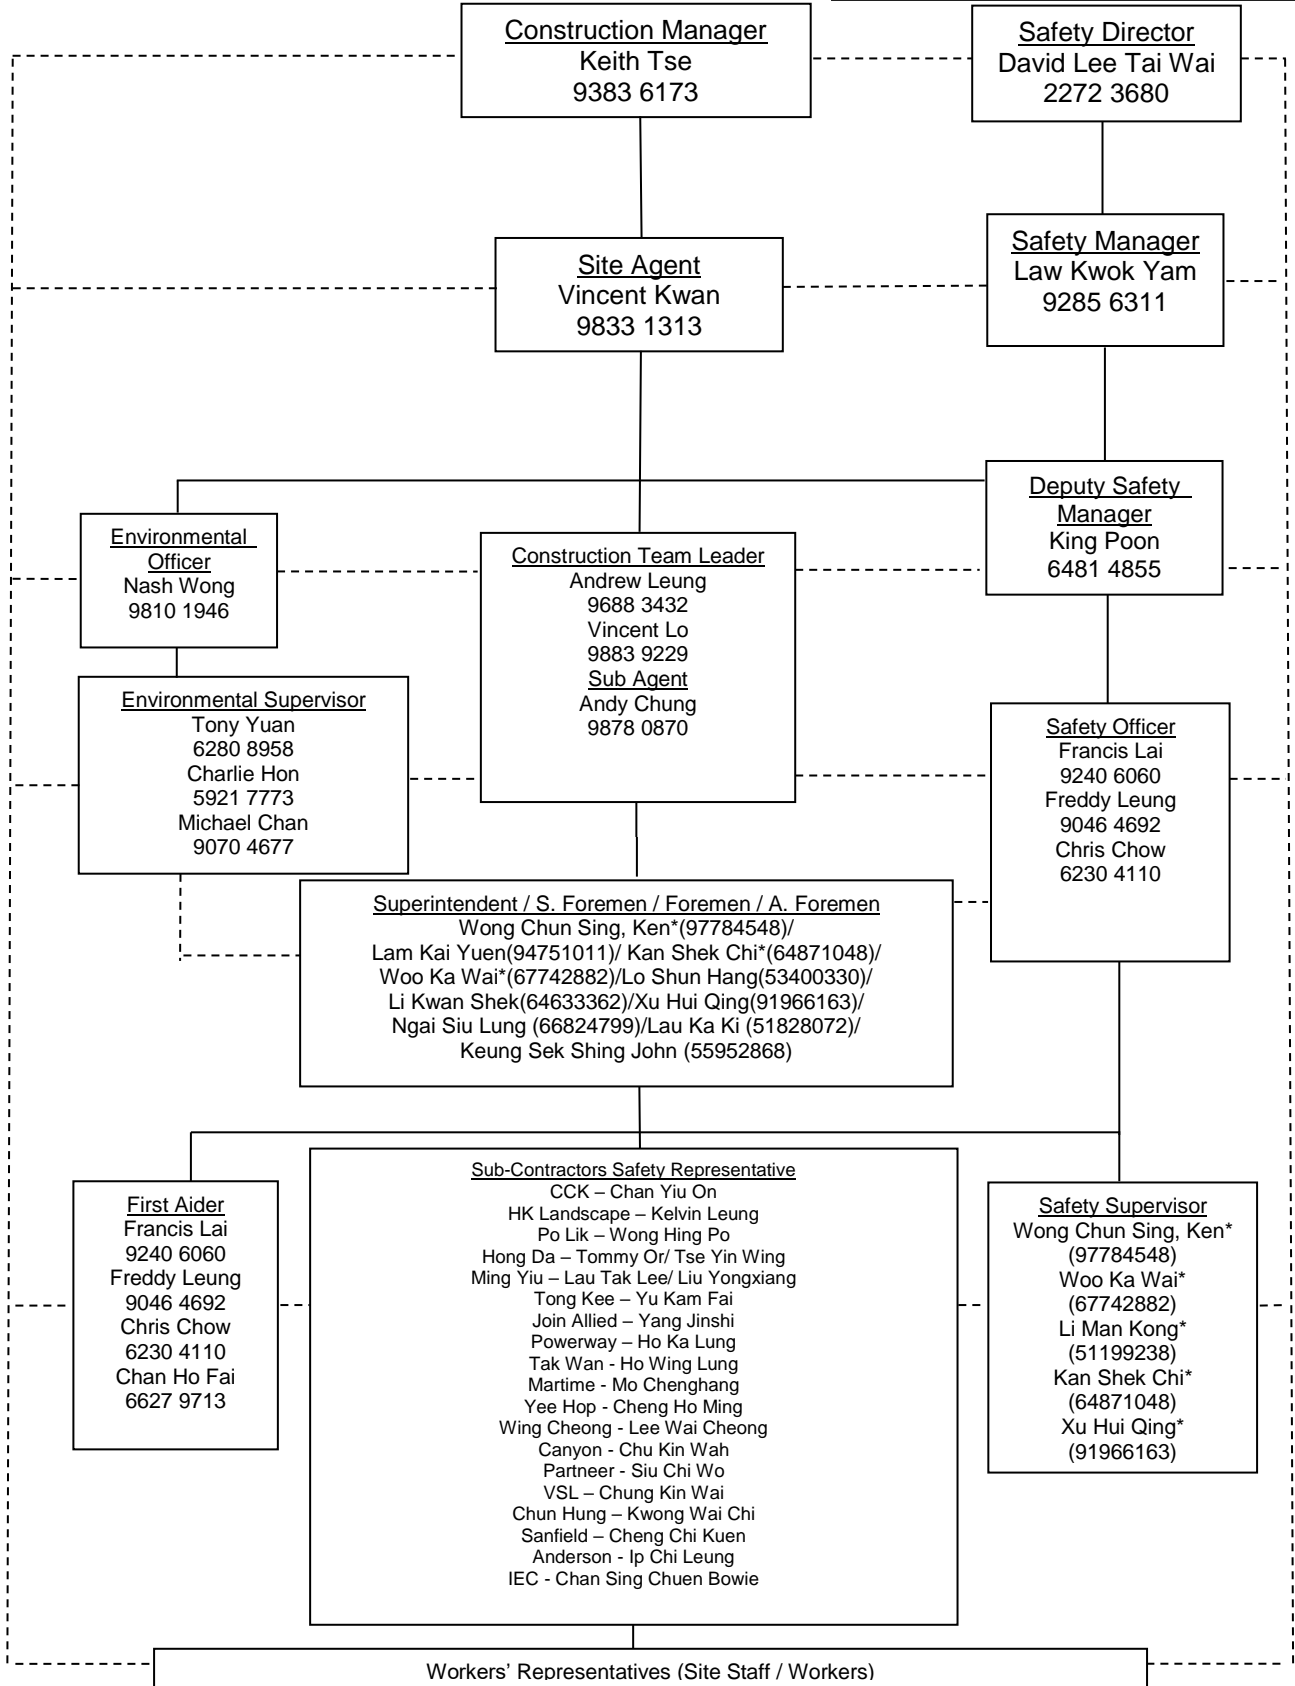 Construction Manager
Keith Tse
9383 6173
Safety Director
David Lee Tai Wai
2272 3680
Site Agent
Vincent Kwan
9833 1313
Safety Manager
Law Kwok Yam
9285 6311
Deputy Safety
Manager
King Poon
6481 4855
Environmental
Officer
Nash Wong
9810 1946
Construction Team Leader
Andrew Leung
9688 3432
Vincent Lo
9883 9229
Sub Agent
Andy Chung
9878 0870
Environmental Supervisor
Tony Yuan
6280 8958
Charlie Hon
5921 7773
Michael Chan
9070 4677
Safety Officer
Francis Lai
9240 6060
Freddy Leung
9046 4692
Chris Chow
6230 4110
Superintendent / S. Foremen / Foremen / A. Foremen
Wong Chun Sing, Ken*(97784548)/
Lam Kai Yuen(94751011)/ Kan Shek Chi*(64871048)/
Woo Ka Wai*(67742882)/Lo Shun Hang(53400330)/
Li Kwan Shek(64633362)/Xu Hui Qing(91966163)/
Ngai Siu Lung (66824799)/Lau Ka Ki (51828072)/
Keung Sek Shing John (55952868)
First Aider
Francis Lai
9240 6060
Freddy Leung
9046 4692
Chris Chow
6230 4110
Chan Ho Fai
6627 9713
Sub-Contractors Safety Representative
CCK – Chan Yiu On
HK Landscape – Kelvin Leung
Po Lik – Wong Hing Po
Hong Da – Tommy Or/ Tse Yin Wing
Ming Yiu – Lau Tak Lee/ Liu Yongxiang
Tong Kee – Yu Kam Fai
Join Allied – Yang Jinshi
Powerway – Ho Ka Lung
Tak Wan - Ho Wing Lung
Martime - Mo Chenghang
Yee Hop - Cheng Ho Ming
Wing Cheong - Lee Wai Cheong
Canyon - Chu Kin Wah
Partneer - Siu Chi Wo
VSL – Chung Kin Wai
Chun Hung – Kwong Wai Chi
Sanfield – Cheng Chi Kuen
Anderson - Ip Chi Leung
IEC - Chan Sing Chuen Bowie
Safety Supervisor
Wong Chun Sing, Ken*
(97784548)
Woo Ka Wai*
(67742882)
Li Man Kong*
(51199238)
Kan Shek Chi*
(64871048)
Xu Hui Qing*
(91966163)
Workers' Representatives (Site Staff / Workers)